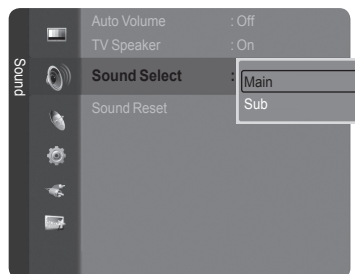 Sound
Auto Volume : Off
TV Speaker : On
Sound Select :
Main
Sub
Sound Reset